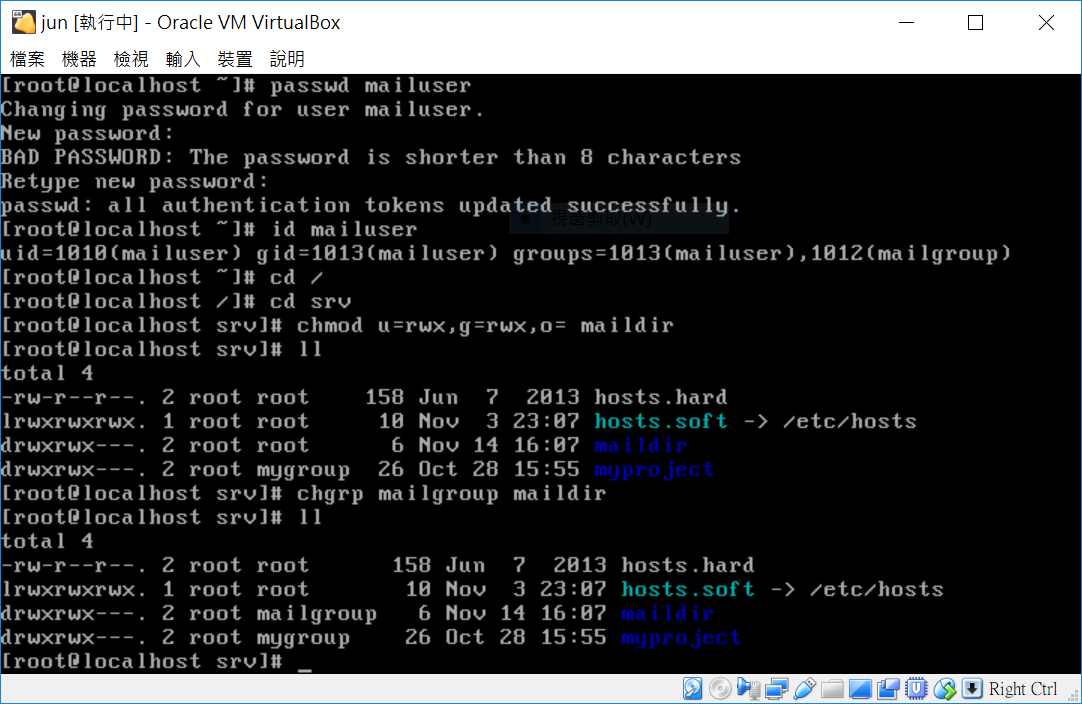 jun [執行中] - Oracle VM VirtualBox
檔案 機器 檢視 輸入 裝置 說明
[root@localhost ~]# passwd mailuser
Changing password for user mailuser.
New password:
BAD PASSWORD: The password is shorter than 8 characters
Retype new password:
passwd: all authentication tokens updated successfully.
視窗剪取(W)
[root@localhost ~]# id mailuser
uid=1010(mailuser) gid=1013(mailuser) groups=1013(mailuser),1012(mailgroup)
[root@localhost ~]# cd /
[root@localhost /]# cd srv
[root@localhost srv]# chmod u=rwx,g=rwx,o= maildir
[root@localhost srv]# ll
total 4
-rw-r--r--. 2 root root 158 Jun 7 2013 hosts.hard
lrwxrwxrwx. 1 root root 10 Nov 3 23:07 hosts.soft -> /etc/hosts
drwxrwx---. 2 root root 6 Nov 14 16:07 maildir
drwxrwx---. 2 root mygroup 26 Oct 28 15:55 myproject
[root@localhost srv]# chgrp mailgroup maildir
[root@localhost srv]# ll
total 4
-rw-r--r--. 2 root root 158 Jun 7 2013 hosts.hard
lrwxrwxrwx. 1 root root 10 Nov 3 23:07 hosts.soft -> /etc/hosts
drwxrwx---. 2 root mailgroup 6 Nov 14 16:07 maildir
drwxrwx---. 2 root mygroup 26 Oct 28 15:55 myproject
[root@localhost srv]# _
Right Ctrl